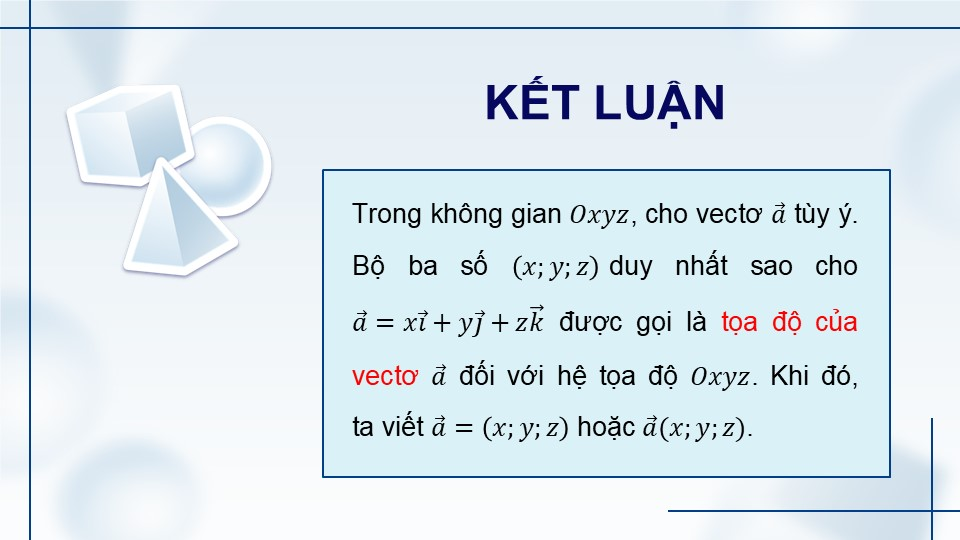 KẾT LUẬN
Trong không gian 𝑂𝑥𝑦𝑧, cho vectơ 𝑎⃗ tùy ý.
Bộ ba số (𝑥; 𝑦; 𝑧) duy nhất sao cho
𝑎⃗ = 𝑥𝑖⃗ + 𝑦𝑗⃗ + 𝑧𝑘⃗ được gọi là tọa độ của
vectơ 𝑎⃗ đối với hệ tọa độ 𝑂𝑥𝑦𝑧. Khi đó,
ta viết 𝑎⃗ = (𝑥; 𝑦; 𝑧) hoặc 𝑎⃗(𝑥; 𝑦; 𝑧).